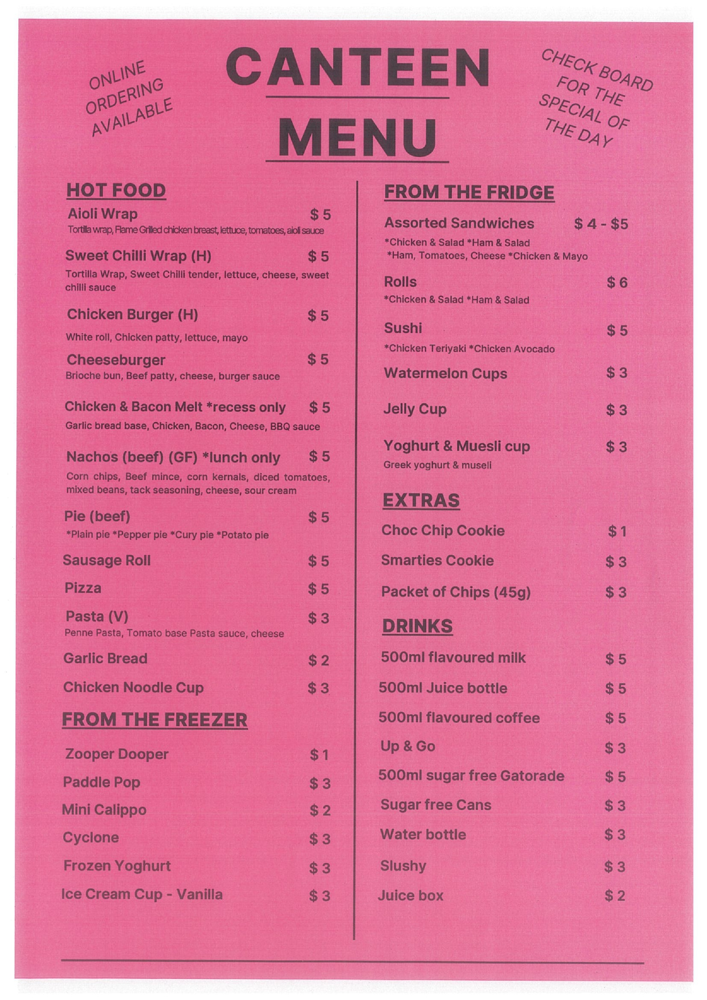 ONLINE
ORDERING
AVAILABLE
CANTEEN
MENU
CHECK BOARD
FOR THE
SPECIAL OF
THE DAY
HOT FOOD
Aioli Wrap $ 5
Tortilla wrap, Flame Grilled chicken breast, lettuce, tomatoes, aioli sauce
Sweet Chilli Wrap (H) $ 5
Tortilla Wrap, Sweet Chilli tender, lettuce, cheese, sweet
chilli sauce
Chicken Burger (H) $ 5
White roll, Chicken patty, lettuce, mayo
Cheeseburger $ 5
Brioche bun, Beef patty, cheese, burger sauce
Chicken & Bacon Melt *recess only $ 5
Garlic bread base, Chicken, Bacon, Cheese, BBQ sauce
Nachos (beef) (GF) *lunch only $ 5
Corn chips, Beef mince, corn kernals, diced tomatoes,
mixed beans, tack seasoning, cheese, sour cream
Pie (beef) $ 5
*Plain pie *Pepper pie *Cury pie *Potato pie
Sausage Roll $ 5
Pizza $ 5
Pasta (V) $ 3
Penne Pasta, Tomato base Pasta sauce, cheese
Garlic Bread $ 2
Chicken Noodle Cup $ 3
FROM THE FREEZER
Zooper Dooper $ 1
Paddle Pop $ 3
Mini Calippo $ 2
Cyclone $ 3
Frozen Yoghurt $ 3
Ice Cream Cup - Vanilla $ 3
FROM THE FRIDGE
Assorted Sandwiches $ 4 - $5
*Chicken & Salad *Ham & Salad
*Ham, Tomatoes, Cheese *Chicken & Mayo
Rolls $ 6
*Chicken & Salad *Ham & Salad
Sushi $ 5
*Chicken Teriyaki *Chicken Avocado
Watermelon Cups $ 3
Jelly Cup $ 3
Yoghurt & Muesli cup $ 3
Greek yoghurt & museli
EXTRAS
Choc Chip Cookie $ 1
Smarties Cookie $ 3
Packet of Chips (45g) $ 3
DRINKS
500ml flavoured milk $ 5
500ml Juice bottle $ 5
500ml flavoured coffee $ 5
Up & Go $ 3
500ml sugar free Gatorade $ 5
Sugar free Cans $ 3
Water bottle $ 3
Slushy $ 3
Juice box $ 2